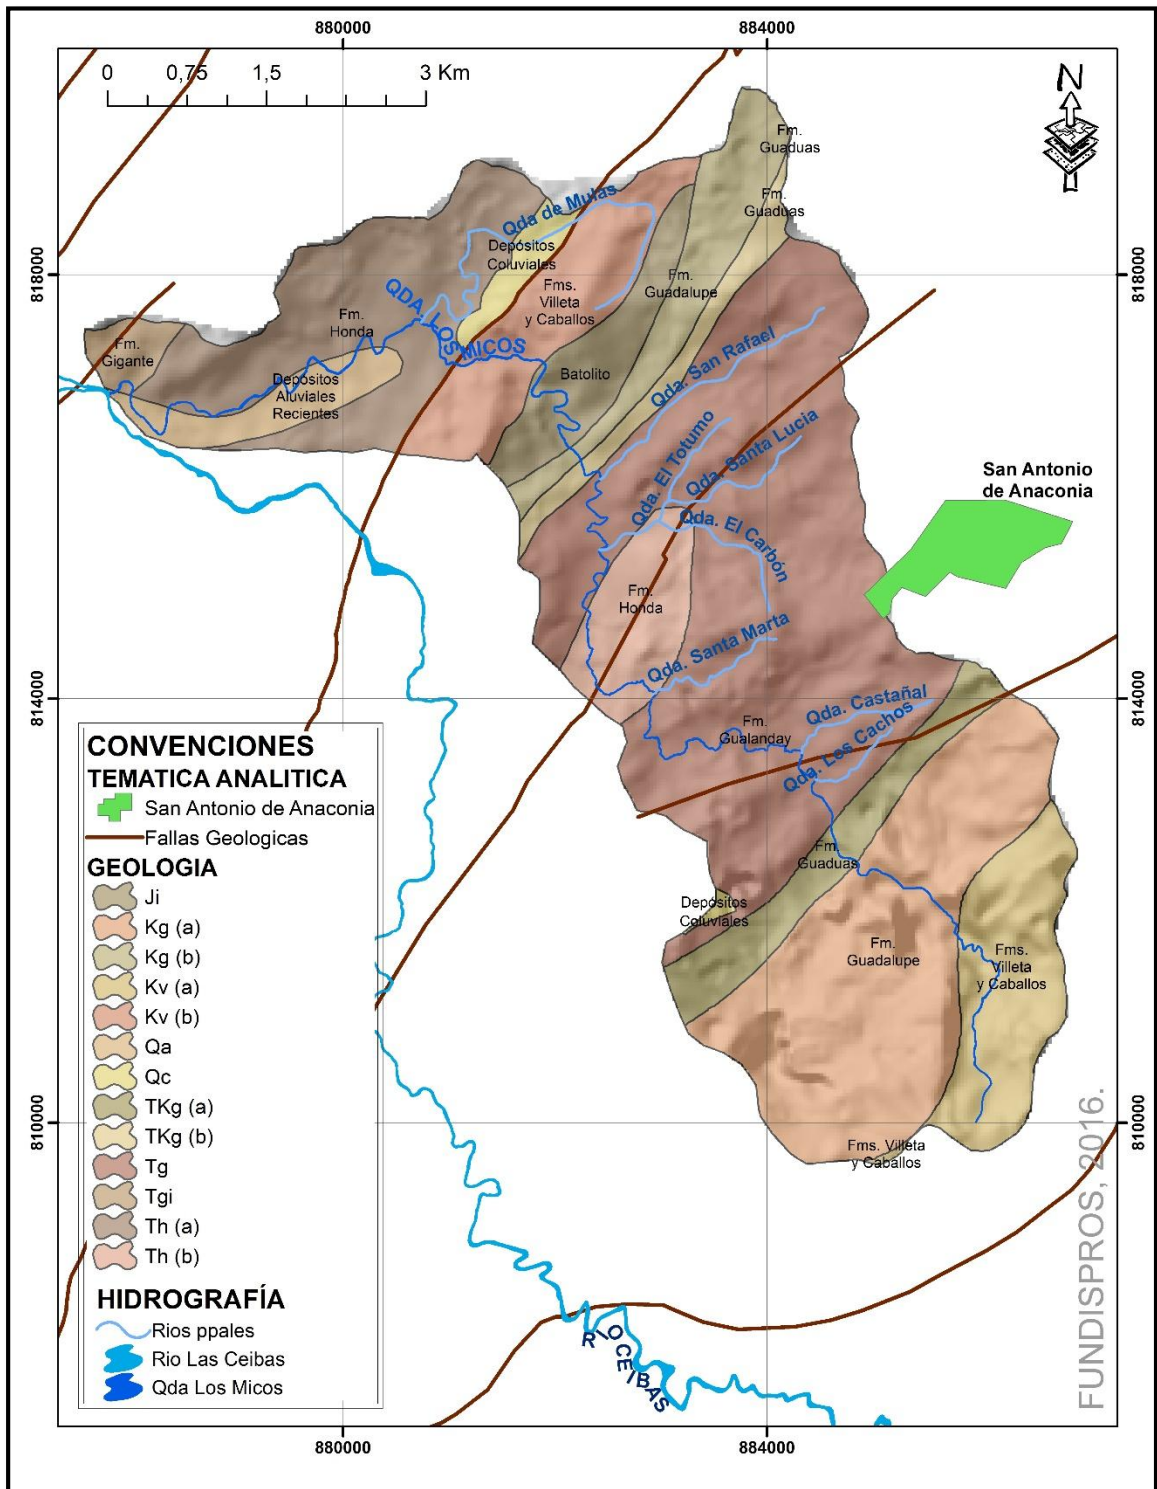 880000
884000
0
0,75
1,5
3 Km
N
Fm.
Guaduas
Fm.
Guaduas
Qda de Mulas
Depósitos
Coluviales
818000
818000
Fm.
Guadalupe
Fms.
Villeta
y Caballos
QDA. LOS MICOS
Fm.
Honda
Fm.
Gigante
Depósitos
Aluviales
Recientes
Batolito
Qda. San Rafael
Qda. El Totumo
Qda. Santa Lucia
San Antonio
de Anaconia
Qda. El Carbón
Fm.
Honda
Qda. Santa Marta
814000
814000
Qda. Castañal
Fm.
Gualanday
Qda. Los Cachos
Fm.
Guaduas
Depósitos
Coluviales
Fm.
Guadalupe
Fms.
Villeta
y Caballos
810000
810000
Fms. Villeta
y Caballos
CONVENCIONES
TEMATICA ANALITICA
San Antonio de Anaconia
Fallas Geologicas
GEOLOGIA
Ji
Kg (a)
Kg (b)
Kv (a)
Kv (b)
Qa
Qc
TKg (a)
TKg (b)
Tg
Tgi
Th (a)
Th (b)
HIDROGRAFÍA
Rios ppales
Rio Las Ceibas
Qda Los Micos
RIO CEIBAS
FUNDISPROS, 2016.
880000
884000